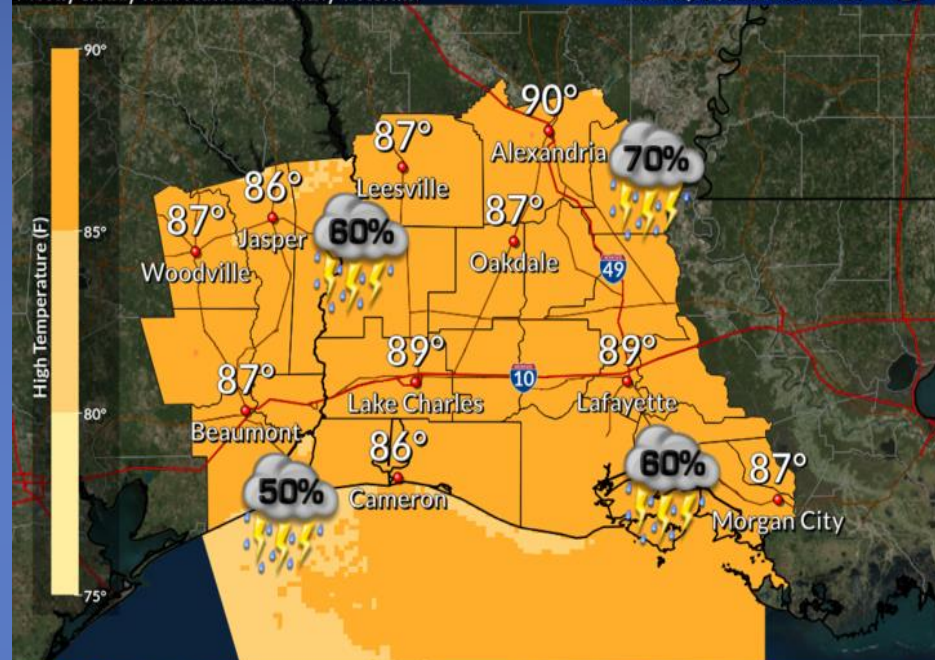 90°
85°
80°
75°
High Temperature (F)
90°
Alexandria
70%
87°
Leesville
86°
Jasper
60%
87°
Woodville
87°
Oakdale
49
89°
Lake Charles
10
89°
Lafayette
87°
Beaumont
86°
Cameron
50%
60%
87°
Morgan City